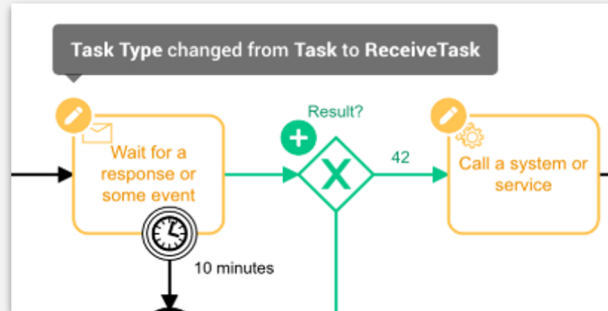 Task Type changed from Task to ReceiveTask
Result?
Wait for a
response or
some event
42
Call a system or
service
10 minutes